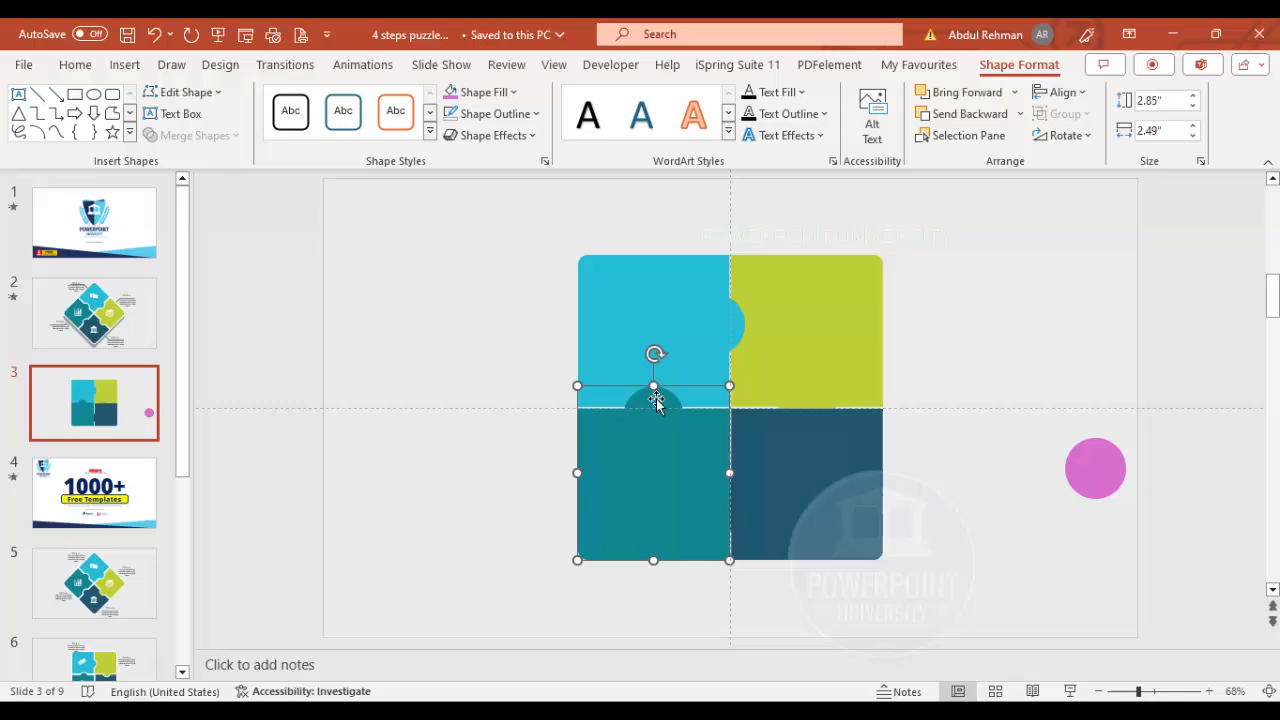 AutoSave Off 4 steps puzzle... • Saved to this PC Search Abdul Rehman AR
File Home Insert Draw Design Transitions Animations Slide Show Review View Developer Help iSpring Suite 11 PDFelement My Favourites Shape Format
Edit Shape Abc Abc Abc Shape Fill A A A Text Fill Bring Forward Align 2.85"
Text Box Shape Outline Text Outline Alt Text Send Backward Group
Merge Shapes Shape Effects Text Effects Selection Pane Rotate 2.49"
Insert Shapes Shape Styles WordArt Styles Accessibility Arrange Size
1
POWERPOINT
UNIVERSITY
2
3
4
1000+
Free Templates
5
6
POWERPOINT
UNIVERSITY
Click to add notes
Slide 3 of 9 English (United States) Accessibility: Investigate Notes 68%